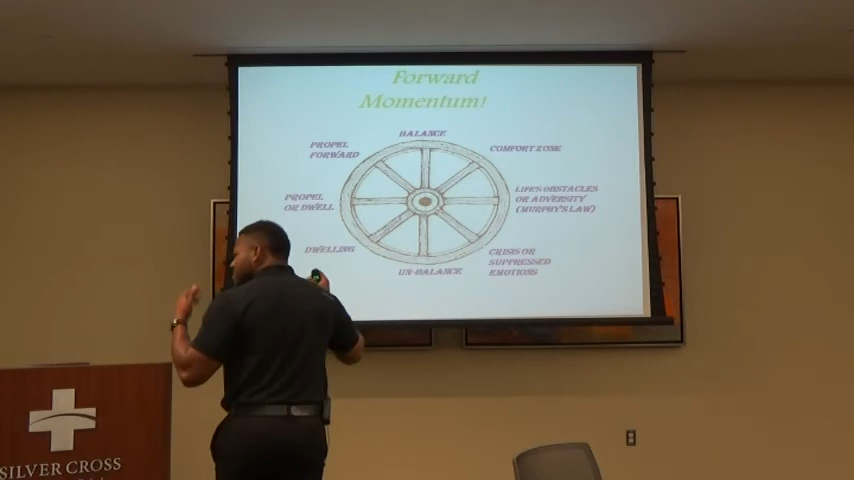 Forward
Momentum!
BALANCE
PROPEL
FORWARD
COMFORT ZONE
PROPEL
OR DWELL
LIFE'S OBSTACLES
OR ADVERSITY
(MURPHY'S LAW)
DWELLING
UN-BALANCE
CRISIS OR
SUPPRESSED
EMOTIONS
SILVER CROSS